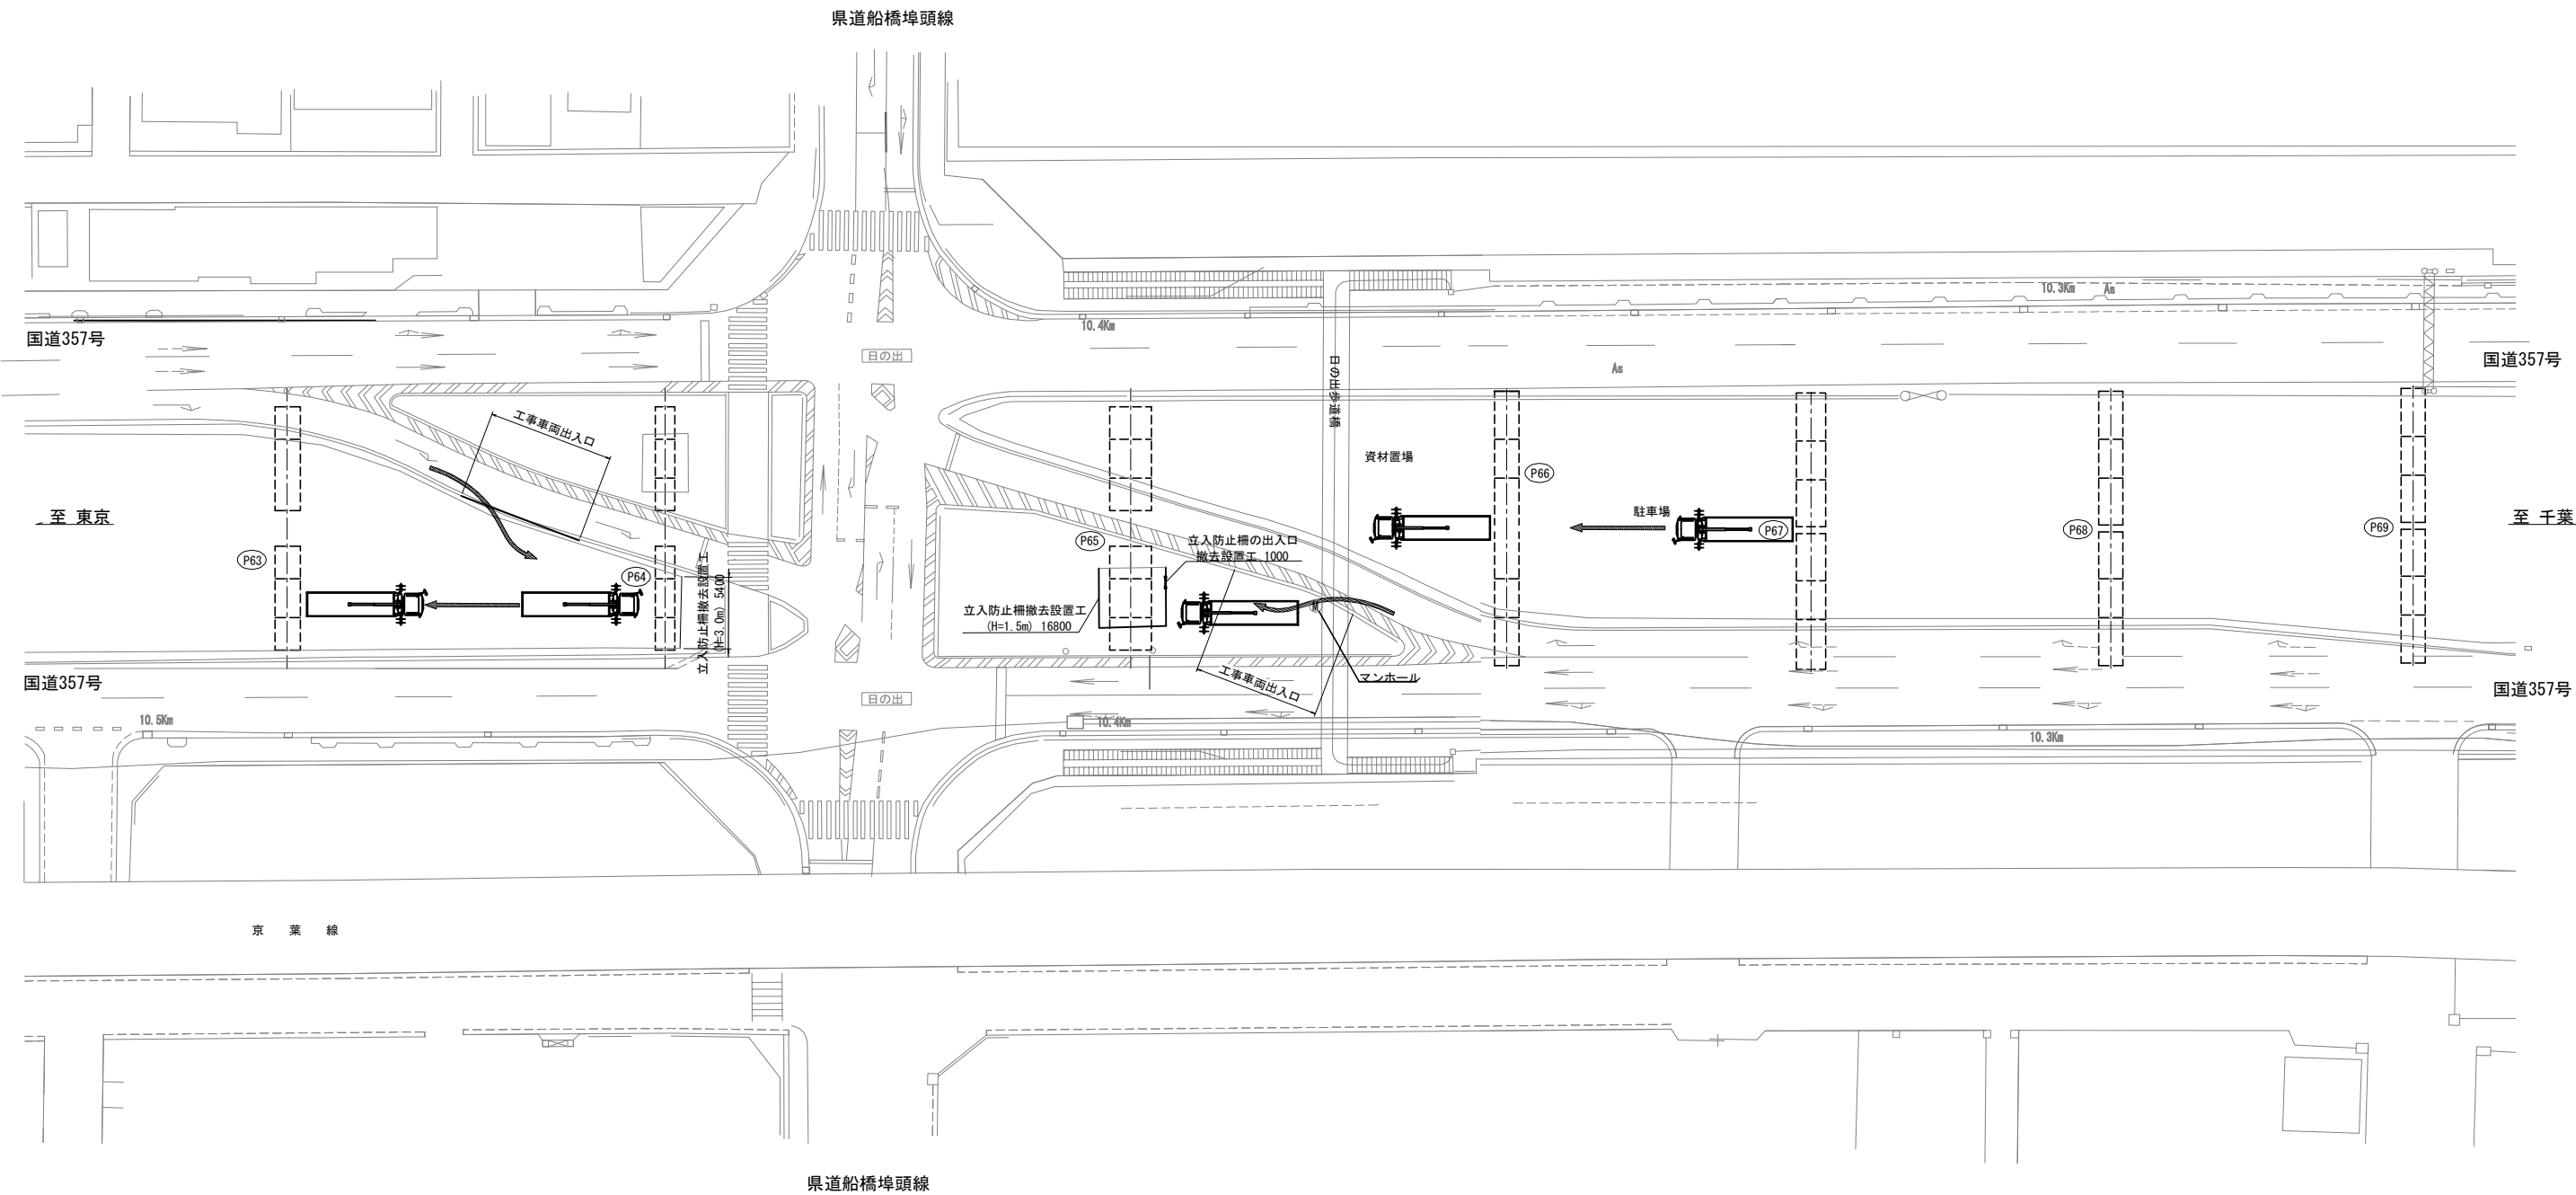 県道船橋埠頭線
10.3Km
As
10.4Km
国道357号
日の出
国道357号
日の出歩道橋
As
工事車両出入口
資材置場
P66
至 東京
駐車場
至 千葉
P67
P68
P69
P65
立入防止柵の出入口
撤去設置工 1000
P63
P64
立入防止柵撤去設置工
(H=3.0m) 5400
立入防止柵撤去設置工
(H=1.5m) 16800
工事車両出入口
マンホール
国道357号
国道357号
日の出
10.5Km
10.4Km
10.3Km
京 葉 線
県道船橋埠頭線